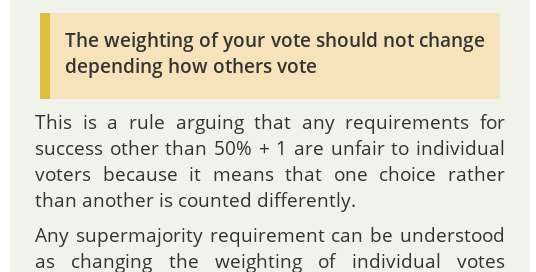 The weighting of your vote should not change
depending how others vote
This is a rule arguing that any requirements for
success other than 50% + 1 are unfair to individual
voters because it means that one choice rather
than another is counted differently.
Any supermajority requirement can be understood
as changing the weighting of individual votes